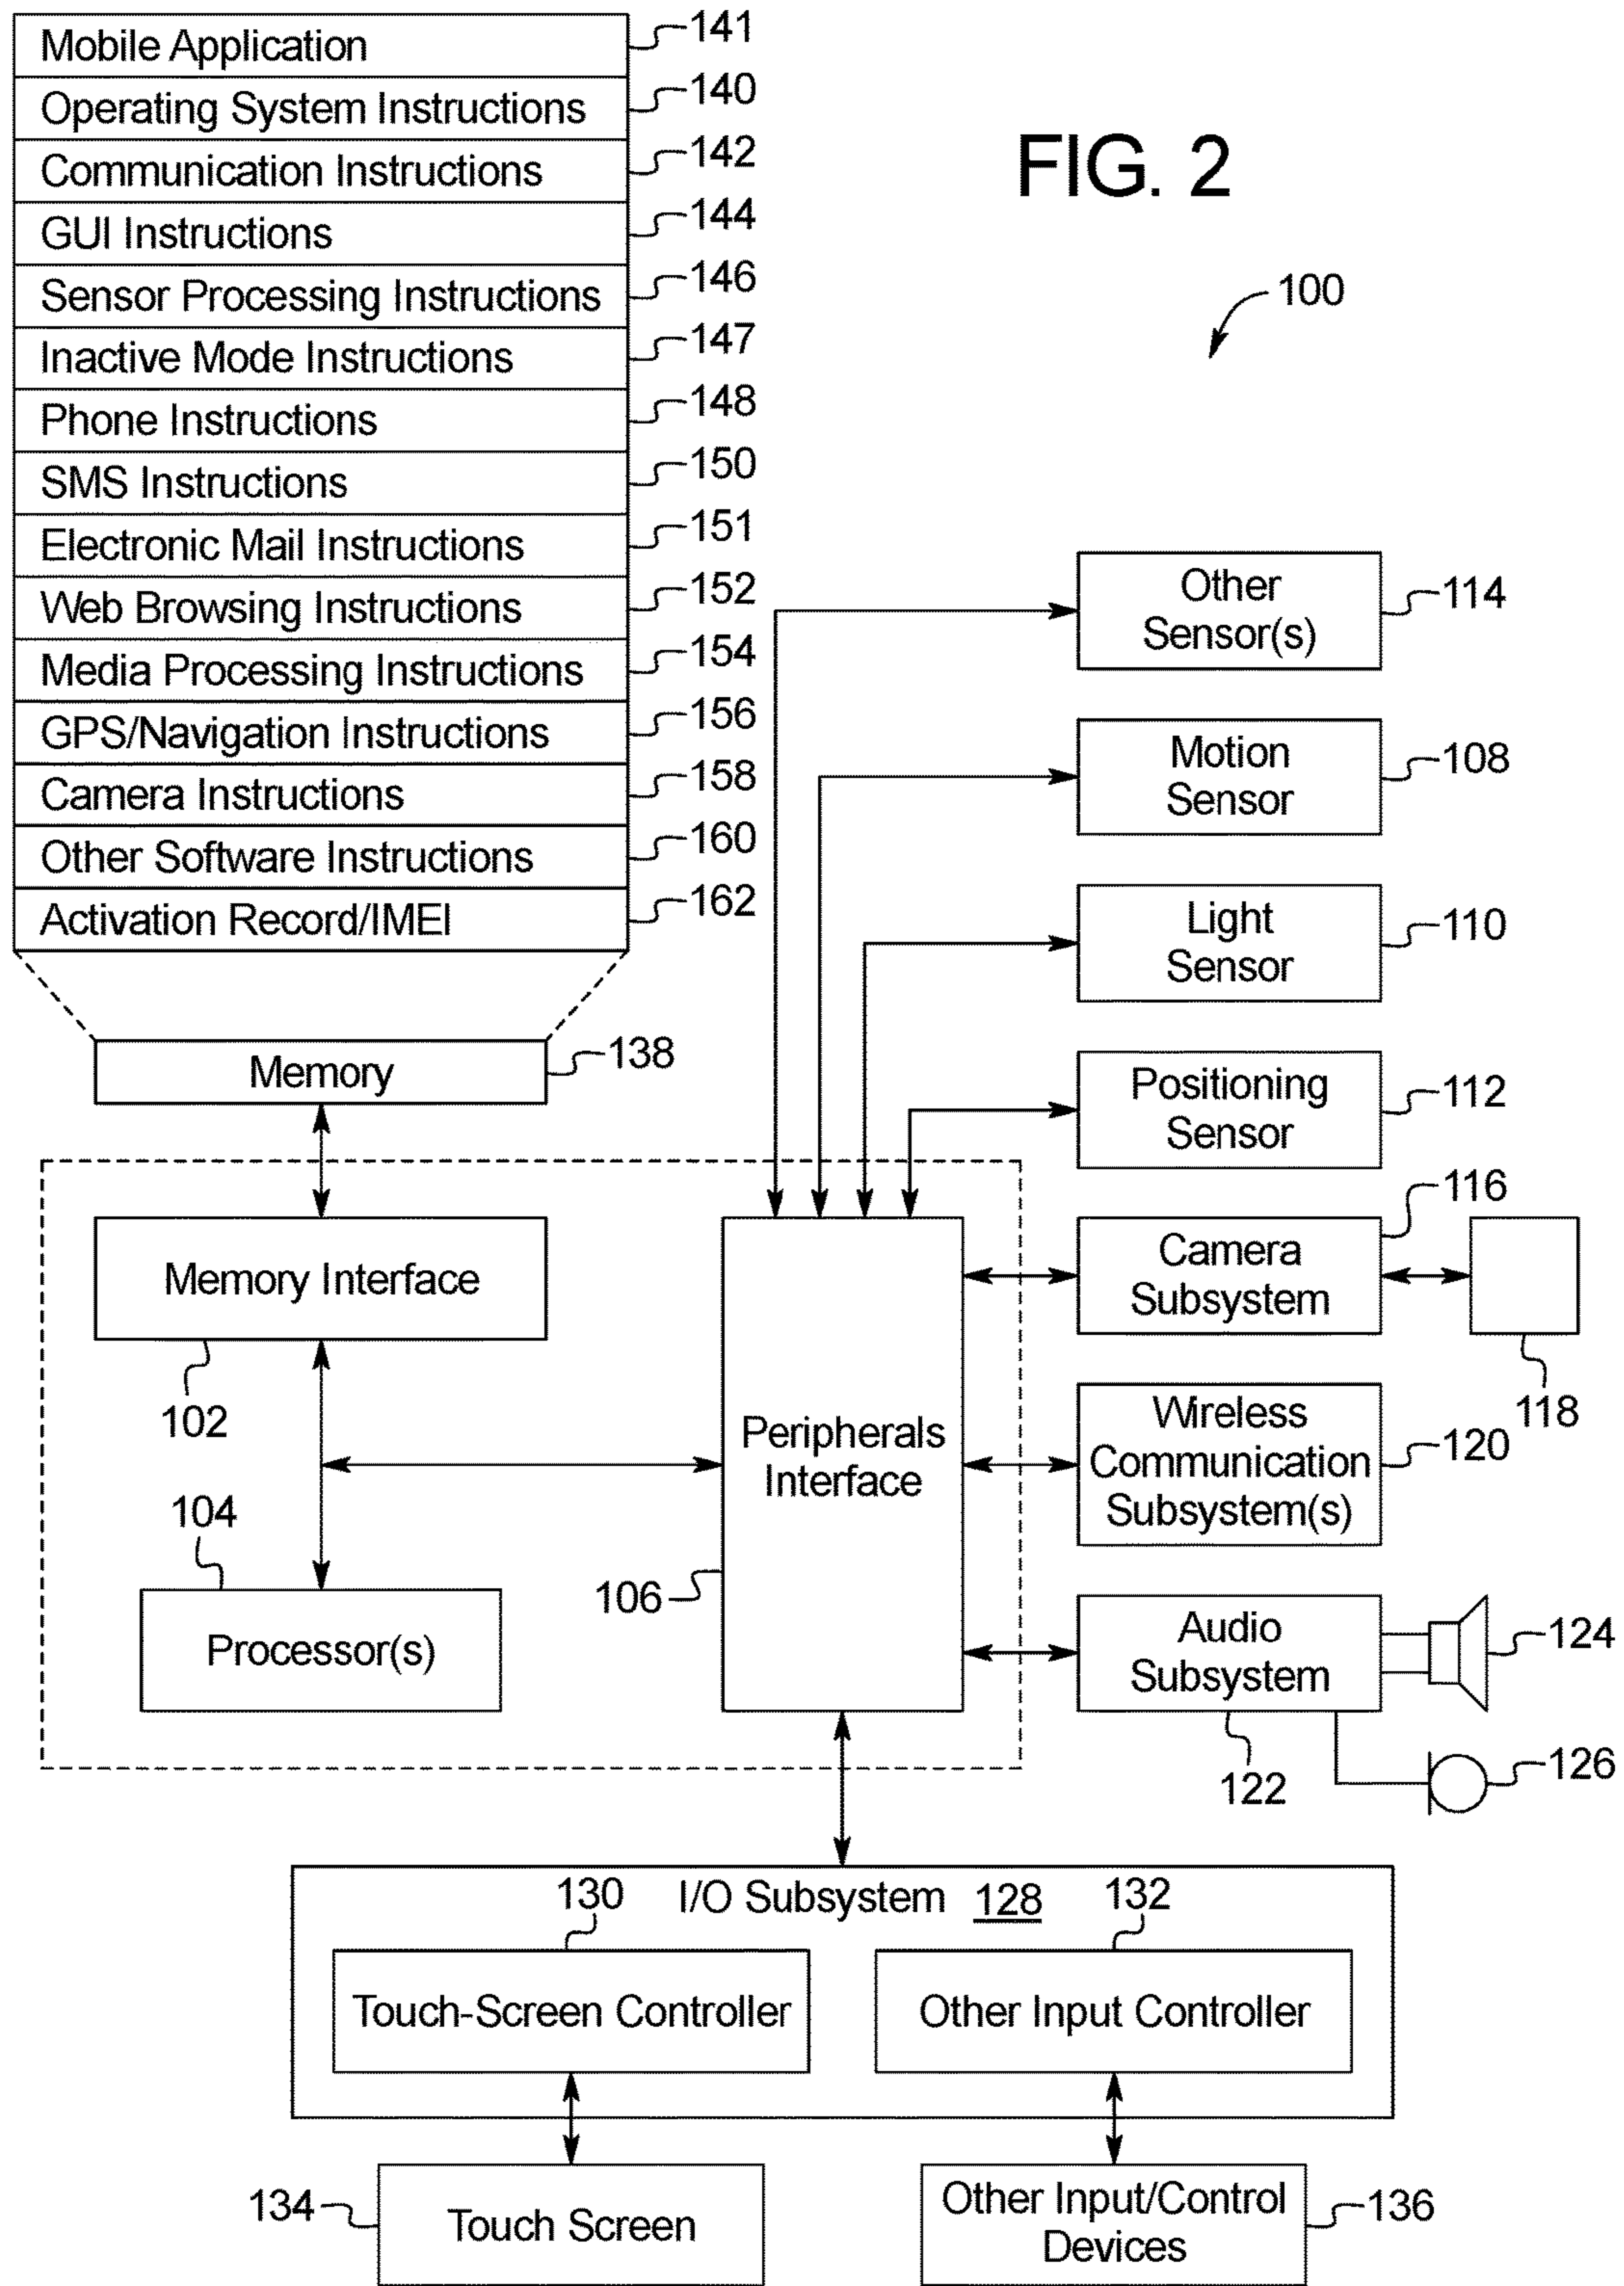 Mobile Application
141
Operating System Instructions
140
Communication Instructions
142
GUI Instructions
144
Sensor Processing Instructions
146
Inactive Mode Instructions
147
Phone Instructions
148
SMS Instructions
150
Electronic Mail Instructions
151
Web Browsing Instructions
152
Media Processing Instructions
154
GPS/Navigation Instructions
156
Camera Instructions
158
Other Software Instructions
160
Activation Record/IMEI
162
FIG. 2
100
Memory
138
Other
Sensor(s)
114
Motion
Sensor
108
Light
Sensor
110
Positioning
Sensor
112
Memory Interface
102
104
Processor(s)
Peripherals
Interface
106
Camera
Subsystem
116
118
Wireless
Communication
Subsystem(s)
120
Audio
Subsystem
122
124
126
I/O Subsystem 128
130
Touch-Screen Controller
132
Other Input Controller
134
Touch Screen
Other Input/Control
Devices
136